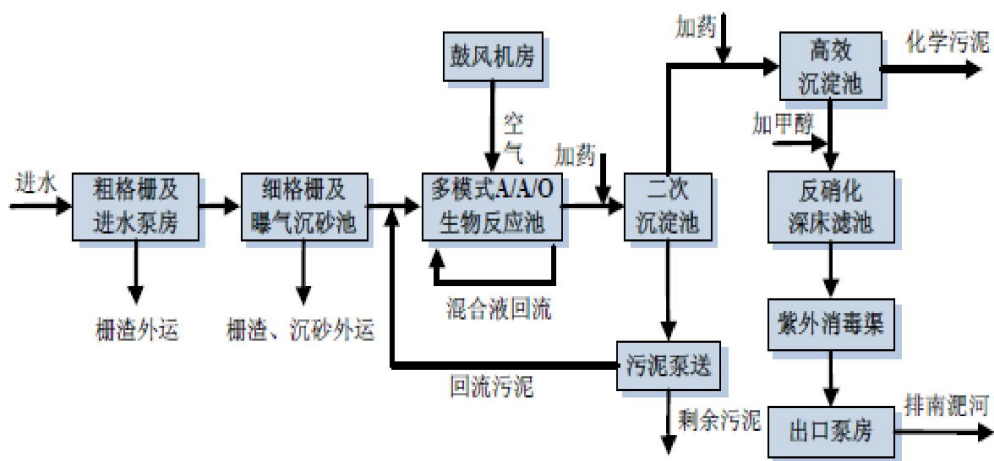 加药
高效
沉淀池
化学污泥
鼓风机房
空
气
加甲醇
进水
粗格栅及
进水泵房
细格栅及
曝气沉砂池
多模式A/A/O
生物反应池
加药
二次
沉淀池
反硝化
深床滤池
混合液回流
栅渣外运
栅渣、沉砂外运
紫外消毒渠
回流污泥
污泥泵送
剩余污泥
出口泵房
排南淝河